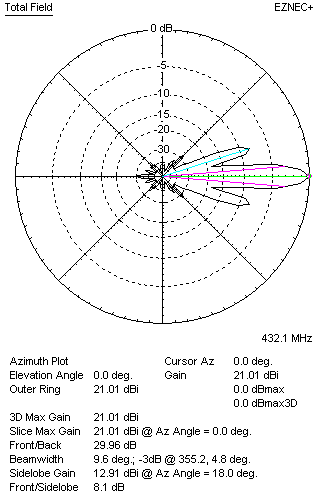 Total Field
EZNEC+
0 dB
-5
-10
-15
-20
-30
432.1 MHz
Azimuth Plot Cursor Az 0.0 deg.
Elevation Angle 0.0 deg. Gain 21.01 dBi
Outer Ring 21.01 dBi 0.0 dBmax
0.0 dBmax3D
3D Max Gain 21.01 dBi
Slice Max Gain 21.01 dBi @ Az Angle = 0.0 deg.
Front/Back 29.96 dB
Beamwidth 9.6 deg.; -3dB @ 355.2, 4.8 deg.
Sidelobe Gain 12.91 dBi @ Az Angle = 18.0 deg.
Front/Sidelobe 8.1 dB